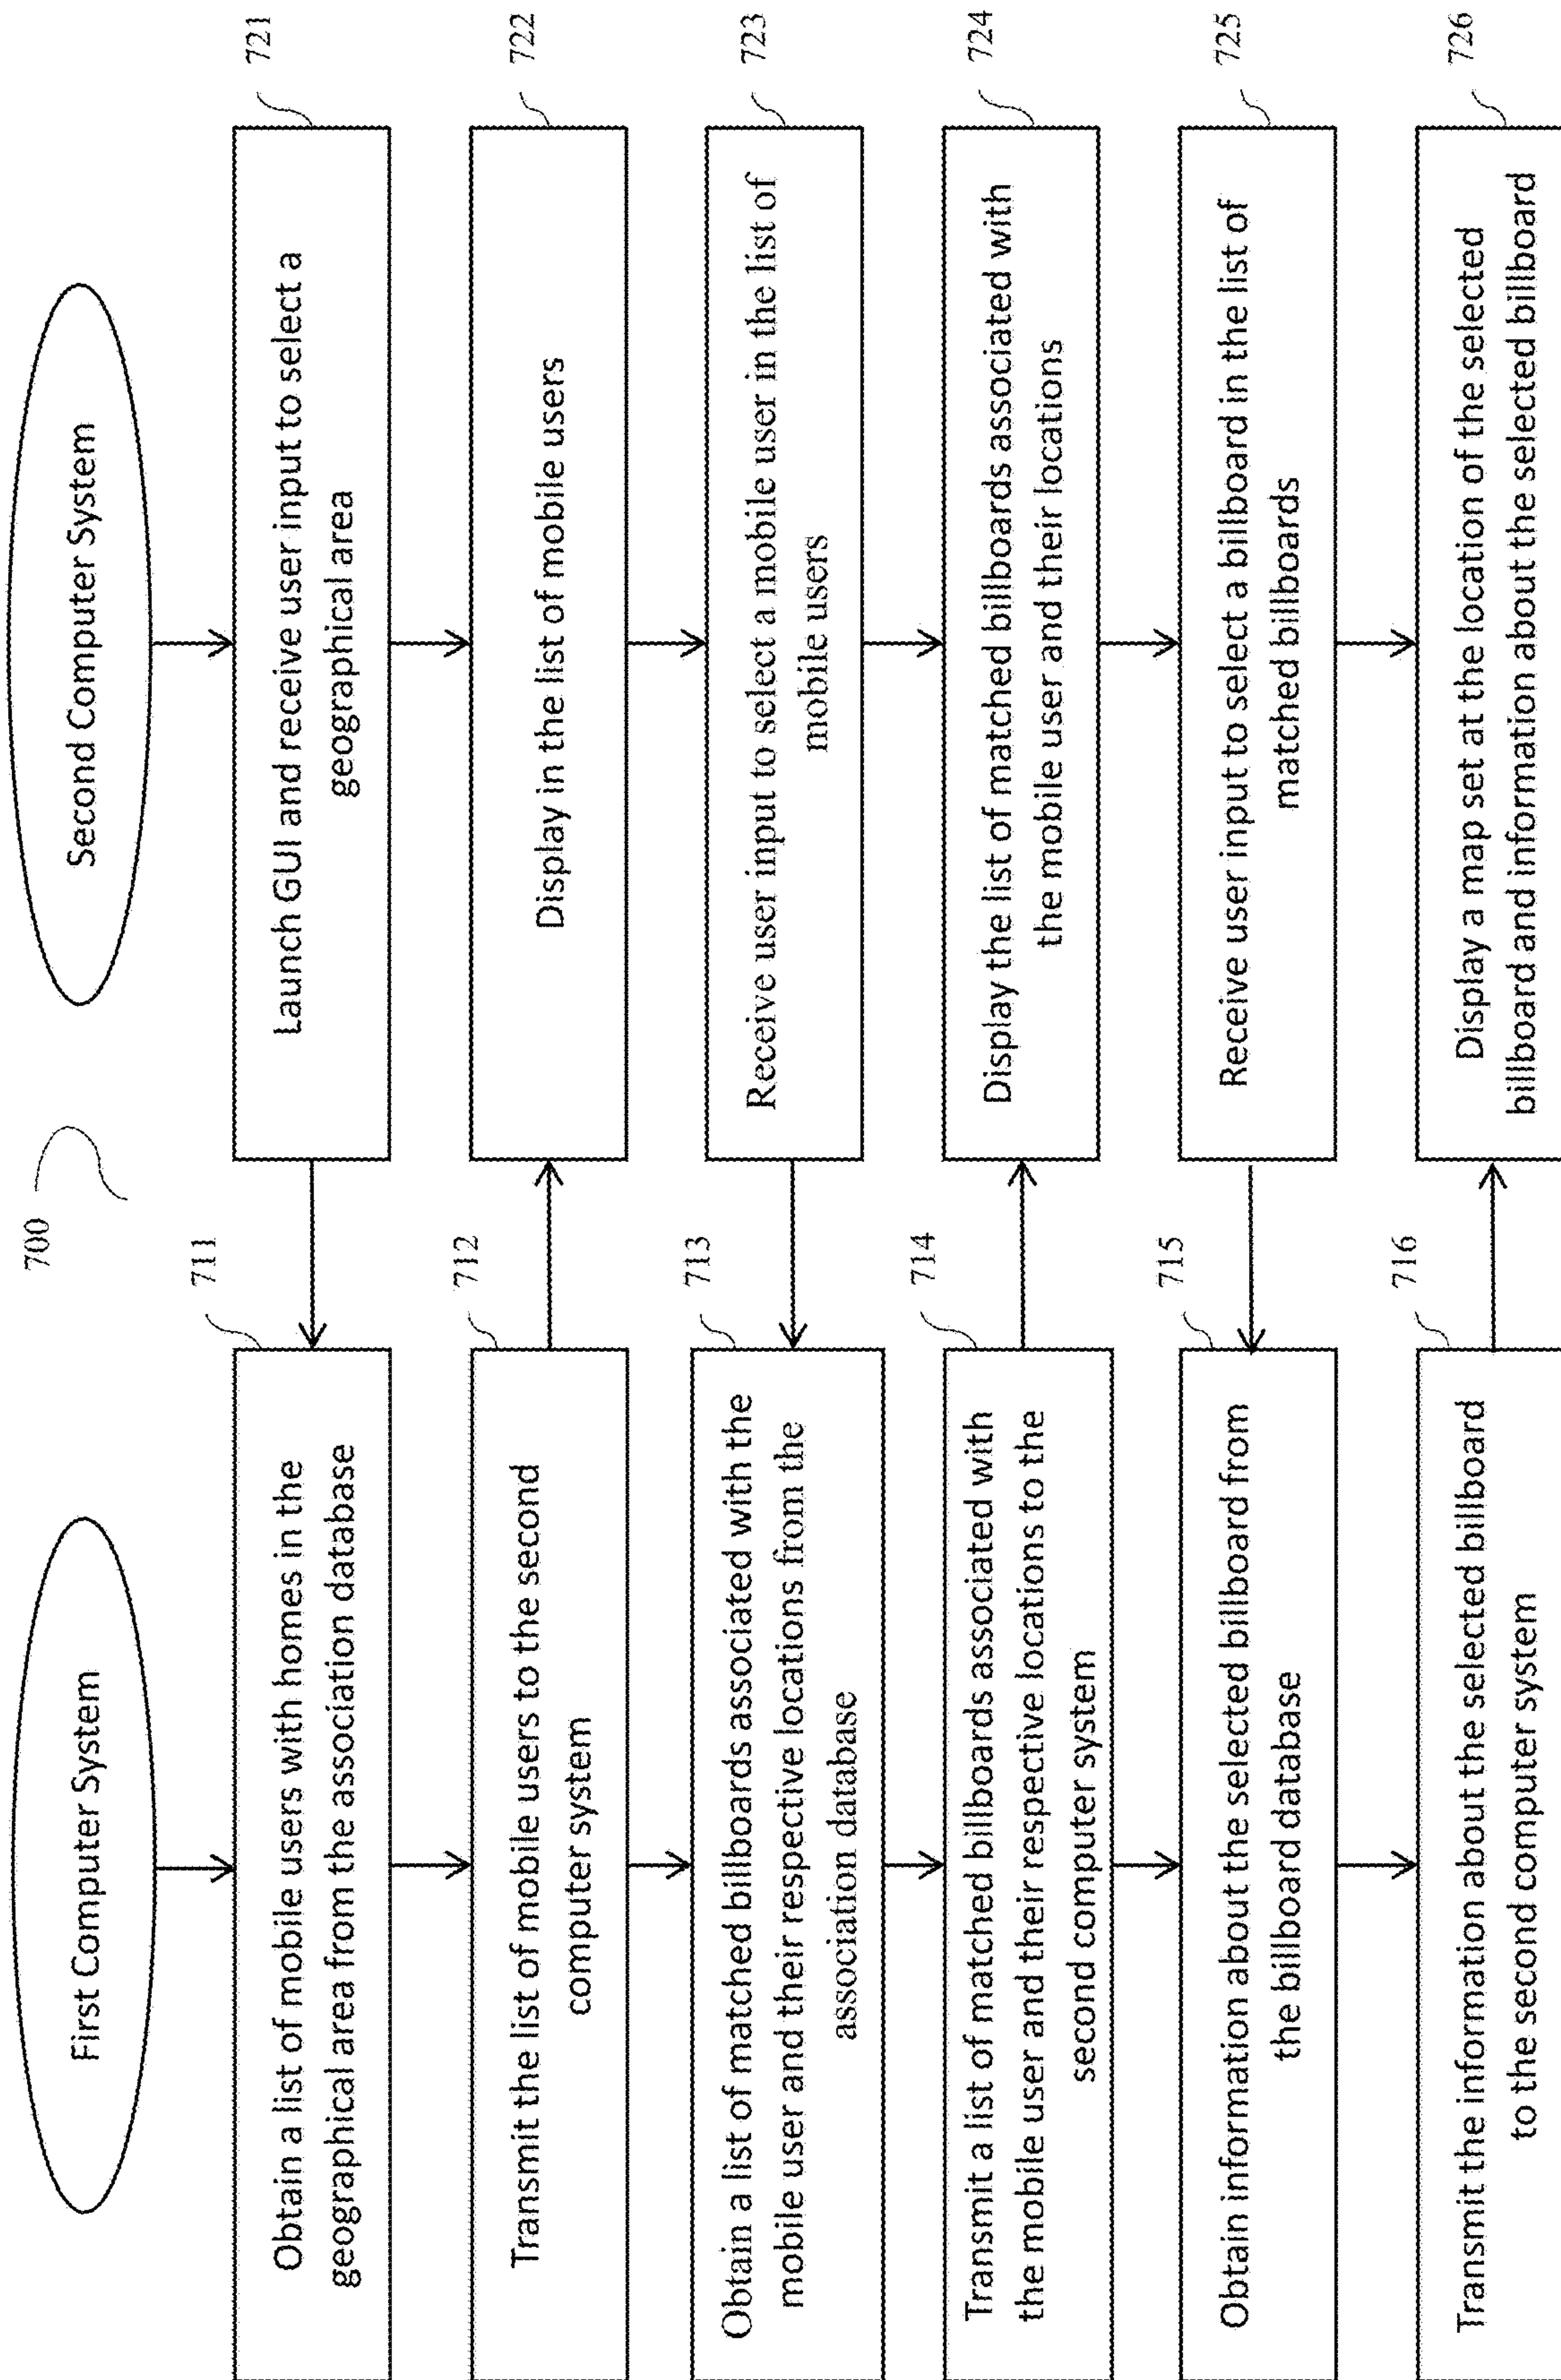 700
First Computer System
711
Obtain a list of mobile users with homes in the
geographical area from the association database
712
Transmit the list of mobile users to the second
computer system
713
Obtain a list of matched billboards associated with the
mobile user and their respective locations from the
association database
714
Transmit a list of matched billboards associated with
the mobile user and their respective locations to the
second computer system
715
Obtain information about the selected billboard from
the billboard database
716
Transmit the information about the selected billboard
to the second computer system
Second Computer System
721
Launch GUI and receive user input to select a
geographical area
722
Display in the list of mobile users
723
Receive user input to select a mobile user in the list of
mobile users
724
Display the list of matched billboards associated with
the mobile user and their locations
725
Receive user input to select a billboard in the list of
matched billboards
726
Display a map set at the location of the selected
billboard and information about the selected billboard